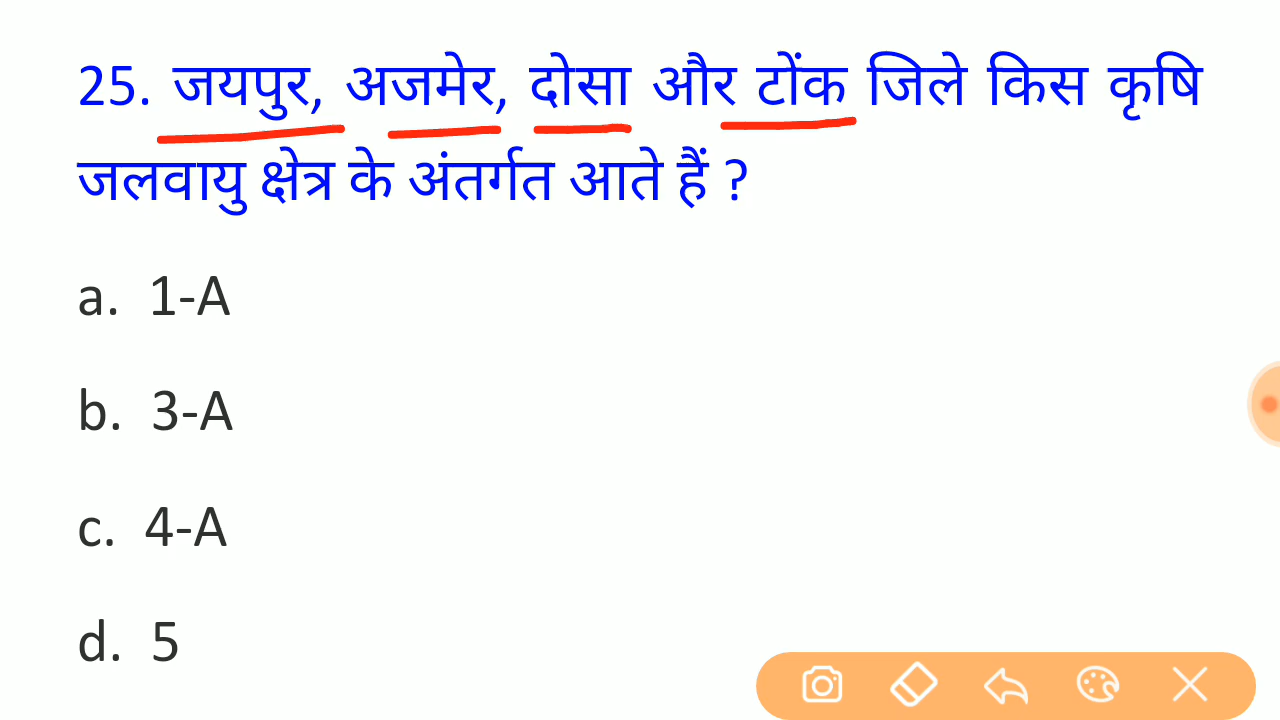 25. जयपुर, अजमेर, दोसा और टोंक जिले किस कृषि
जलवायु क्षेत्र के अंतर्गत आते हैं ?
a. 1-A
b. 3-A
c. 4-A
d. 5